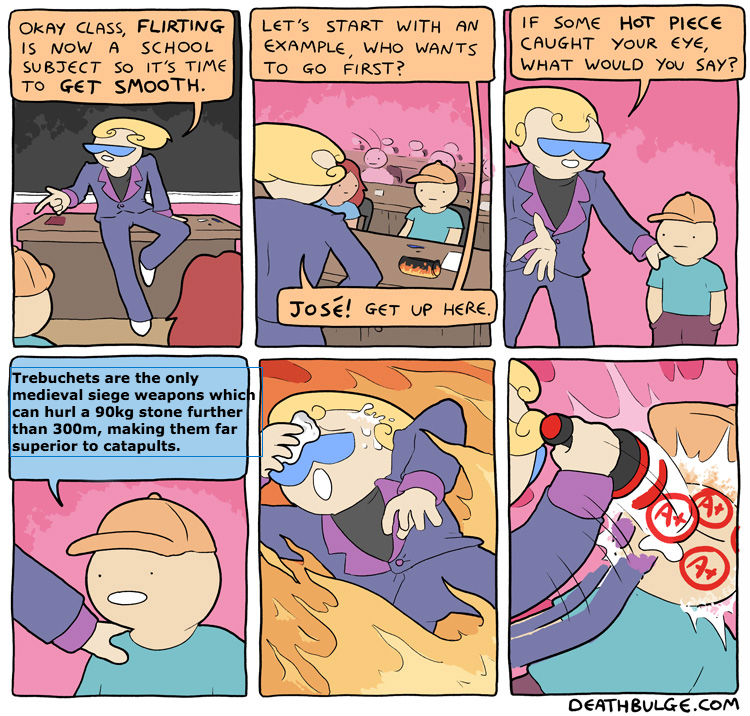 OKAY CLASS, FLIRTING
IS NOW A SCHOOL
SUBJECT SO IT'S TIME
TO GET SMOOTH.
LET'S START WITH AN
EXAMPLE, WHO WANTS
TO GO FIRST?
JOSÉ! GET UP HERE.
IF SOME HOT PIECE
CAUGHT YOUR EYE,
WHAT WOULD YOU SAY?
Trebuchets are the only
medieval siege weapons which
can hurl a 90kg stone further
than 300m, making them far
superior to catapults.
A+
A+
A+
DEATHBULGE.COM